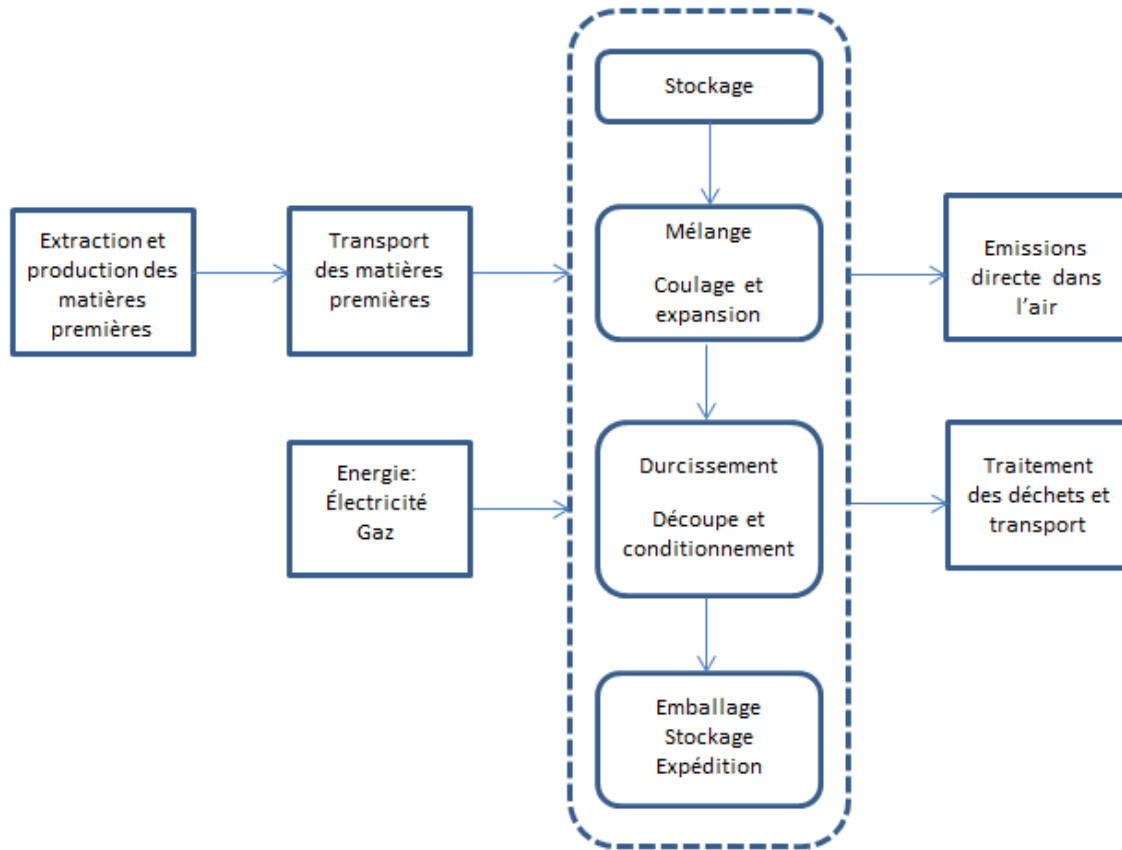 Stockage
Extraction et
production des
matières
premières
Transport
des matières
premières
Mélange
Coulage et
expansion
Emissions
directe dans
l'air
Energie:
Électricité
Gaz
Durcissement
Découpe et
conditionnement
Traitement
des déchets et
transport
Emballage
Stockage
Expédition